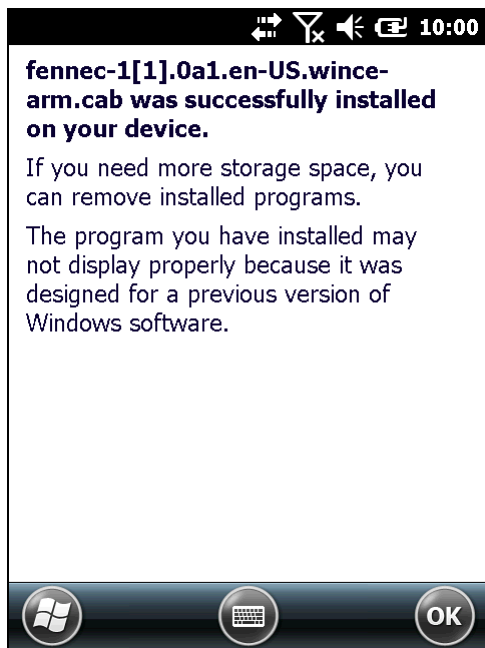 10:00
fennec-1[1].0a1.en-US.wince-
arm.cab was successfully installed
on your device.
If you need more storage space, you
can remove installed programs.
The program you have installed may
not display properly because it was
designed for a previous version of
Windows software.
OK